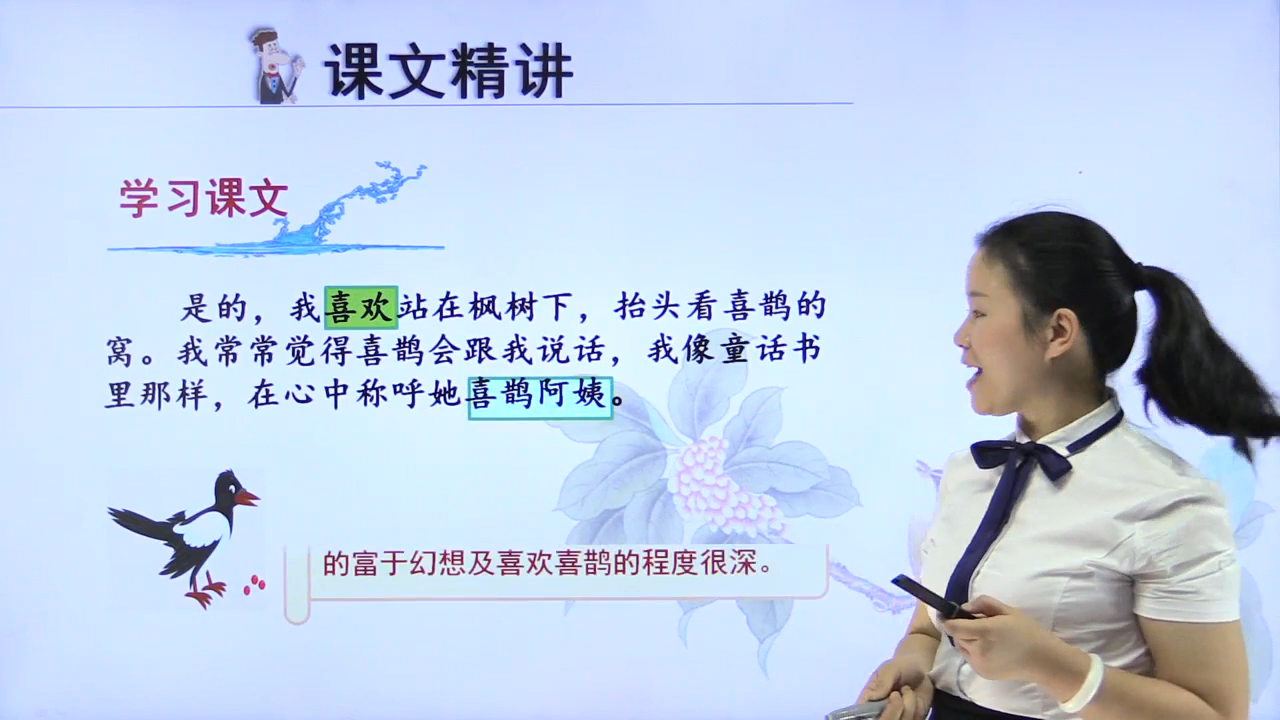 课文精讲
学习课文
是的，我喜欢站在枫树下，抬头看喜鹊的
窝。我常常觉得喜鹊会跟我说话，我像童话书
里那样，在心中称呼她喜鹊阿姨。
的富于幻想及喜欢喜鹊的程度很深。